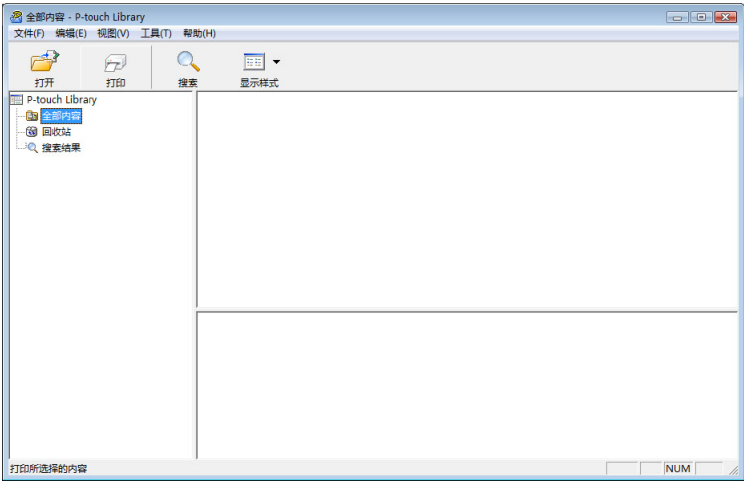 全部内容 - P-touch Library
文件(F) 编辑(E) 视图(V) 工具(T) 帮助(H)
打开 打印 搜索 显示样式
P-touch Library
全部内容
回收站
搜索结果
打印所选择的内容 NUM